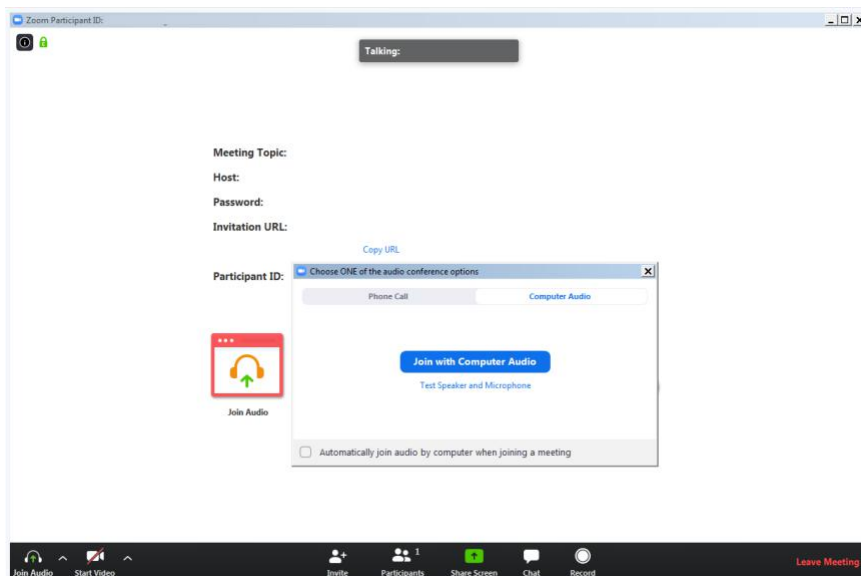 Zoom Participant ID:
Talking:
Meeting Topic:
Host:
Password:
Invitation URL:
Copy URL
Participant ID:
Choose ONE of the audio conference options
Phone Call
Computer Audio
Join with Computer Audio
Test Speaker and Microphone
Automatically join audio by computer when joining a meeting
Join Audio
Join Audio
Start Video
Invite
Participants
1
Share Screen
Chat
Record
Leave Meeting